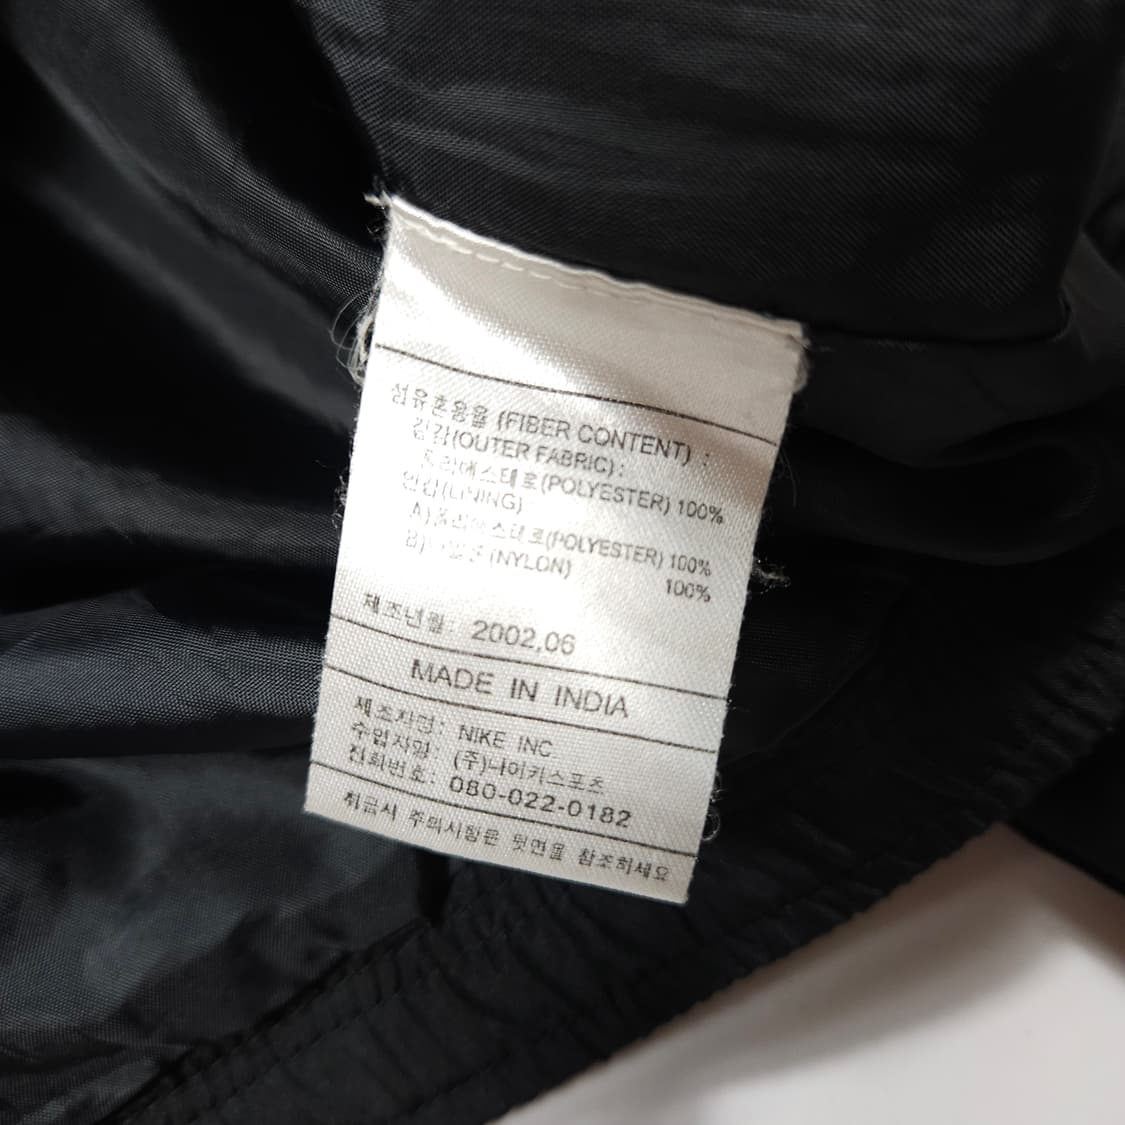 섬유혼용율 (FIBER CONTENT) :
겉감(OUTER FABRIC) :
폴리에스테로(POLYESTER) 100%
안감(LINING)
A)폴리에스테로(POLYESTER) 100%
B)나일론(NYLON) 100%
제조년월: 2002,06
MADE IN INDIA
제조자명: NIKE INC
수입자명: (주)나이키스포츠
전화번호: 080-022-0182
취급시 주의사항은 뒷면을 참조하세요